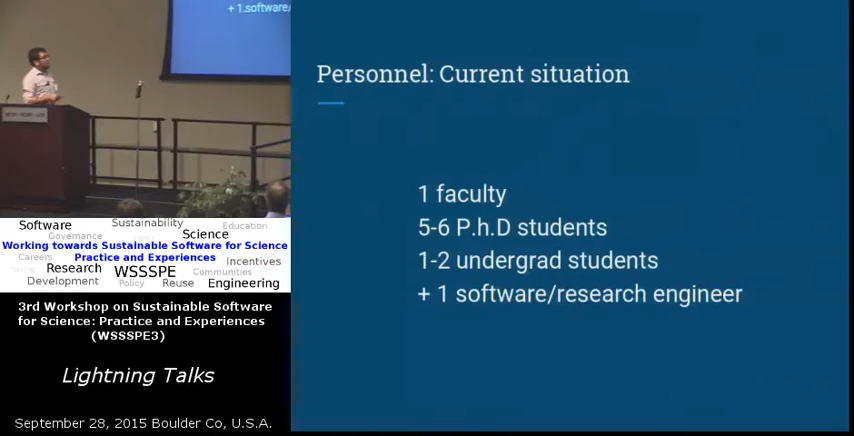 + 1.software/
Personnel: Current situation
1 faculty
5-6 P.h.D students
1-2 undergrad students
+ 1 software/research engineer
Software
Sustainability
Education
Governance
Science
Working towards Sustainable Software for Science
Practice and Experiences
Careers
Incentives
Research
WSSSPE
Communities
Development
Policy
Reuse
Engineering
3rd Workshop on Sustainable Software
for Science: Practice and Experiences
(WSSSPE3)
Lightning Talks
September 28, 2015 Boulder Co, U.S.A.